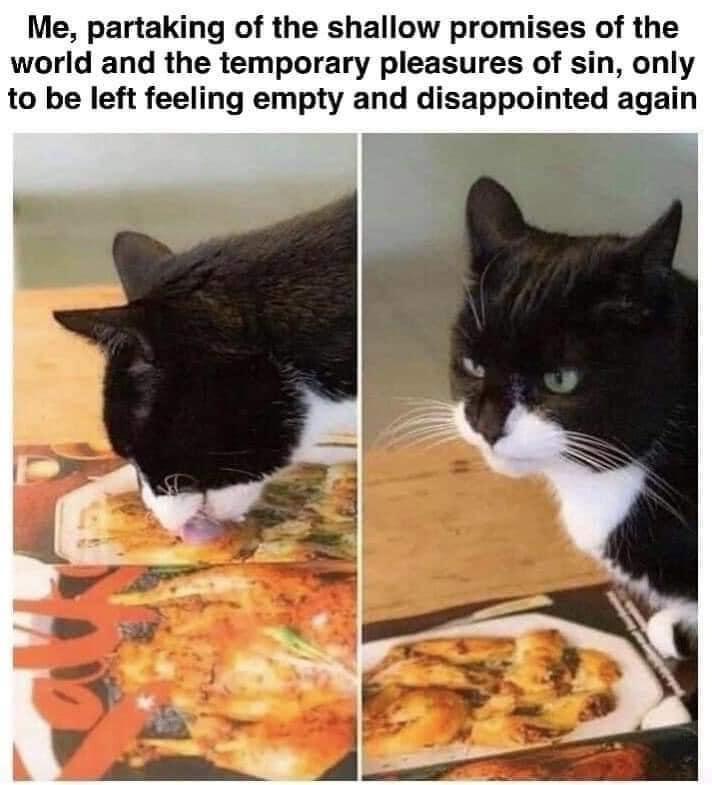 Me, partaking of the shallow promises of the
world and the temporary pleasures of sin, only
to be left feeling empty and disappointed again